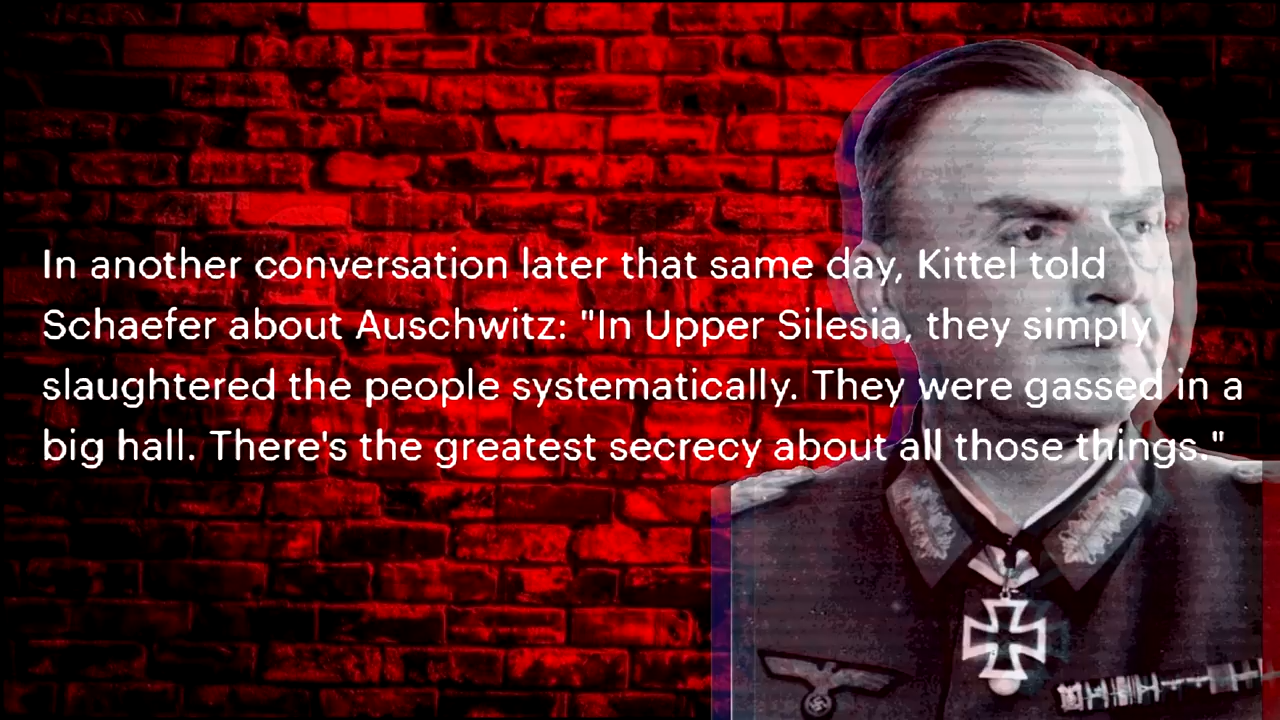 In another conversation later that same day, Kittel told
Schaefer about Auschwitz: "In Upper Silesia, they simply
slaughtered the people systematically. They were gassed in a
big hall. There's the greatest secrecy about all those things."